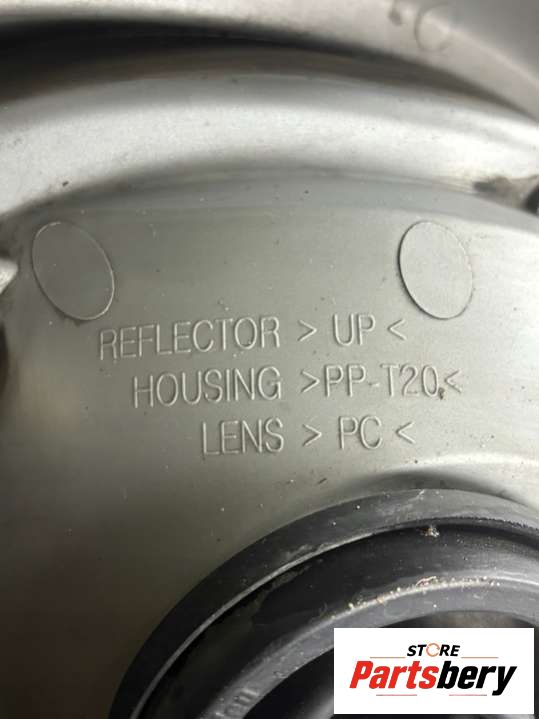 REFLECTOR > UP <
HOUSING >PP-T20<
LENS > PC <
STORE
Partsbery